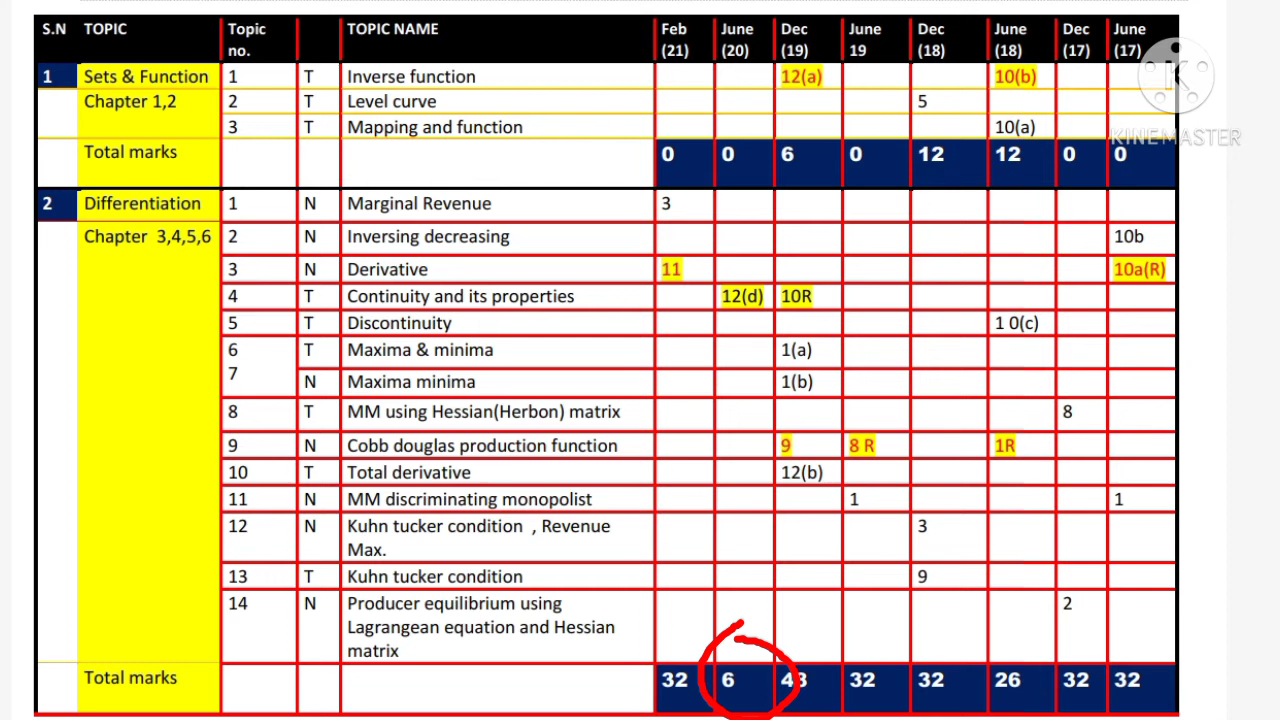 S.N TOPIC Topic no. TOPIC NAME Feb (21) June (20) Dec (19) June 19 Dec (18) June (18) Dec (17) June (17)
1 Sets & Function 1 T Inverse function 12(a) 10(b)
Chapter 1,2 2 T Level curve 5
3 T Mapping and function 10(a)
KINEMASTER
Total marks 0 0 6 0 12 12 0 0
2 Differentiation 1 N Marginal Revenue 3
Chapter 3,4,5,6 2 N Inversing decreasing 10b
3 N Derivative 11 10a(R)
4 T Continuity and its properties 12(d) 10R
5 T Discontinuity 1 0(c)
6 T Maxima & minima 1(a)
7 N Maxima minima 1(b)
8 T MM using Hessian(Herbon) matrix 8
9 N Cobb douglas production function 9 8 R 1R
10 T Total derivative 12(b)
11 N MM discriminating monopolist 1 1
12 N Kuhn tucker condition , Revenue Max. 3
13 T Kuhn tucker condition 9
14 N Producer equilibrium using Lagrangean equation and Hessian matrix 2
Total marks 32 6 43 32 32 26 32 32